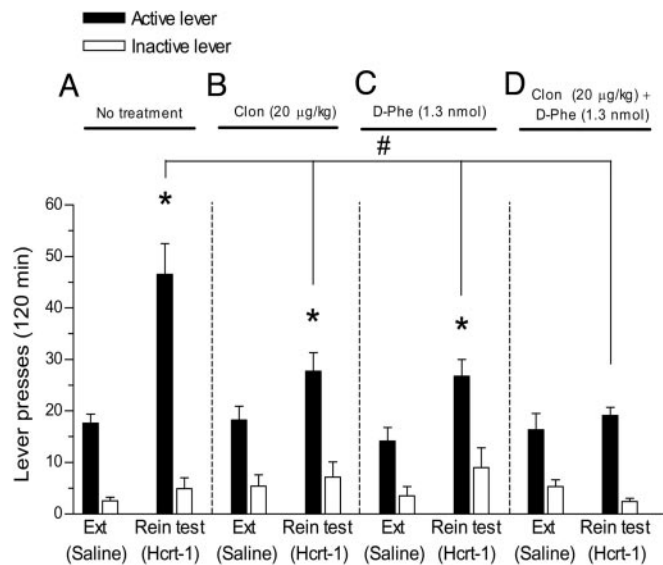 Active lever
Inactive lever
A
No treatment
B
Clon (20 µg/kg)
C
D-Phe (1.3 nmol)
D
Clon (20 µg/kg) +
D-Phe (1.3 nmol)
#
*
*
*
Lever presses (120 min)
60
50
40
30
20
10
0
Ext
(Saline)
Rein test
(Hcrt-1)
Ext
(Saline)
Rein test
(Hcrt-1)
Ext
(Saline)
Rein test
(Hcrt-1)
Ext
(Saline)
Rein test
(Hcrt-1)